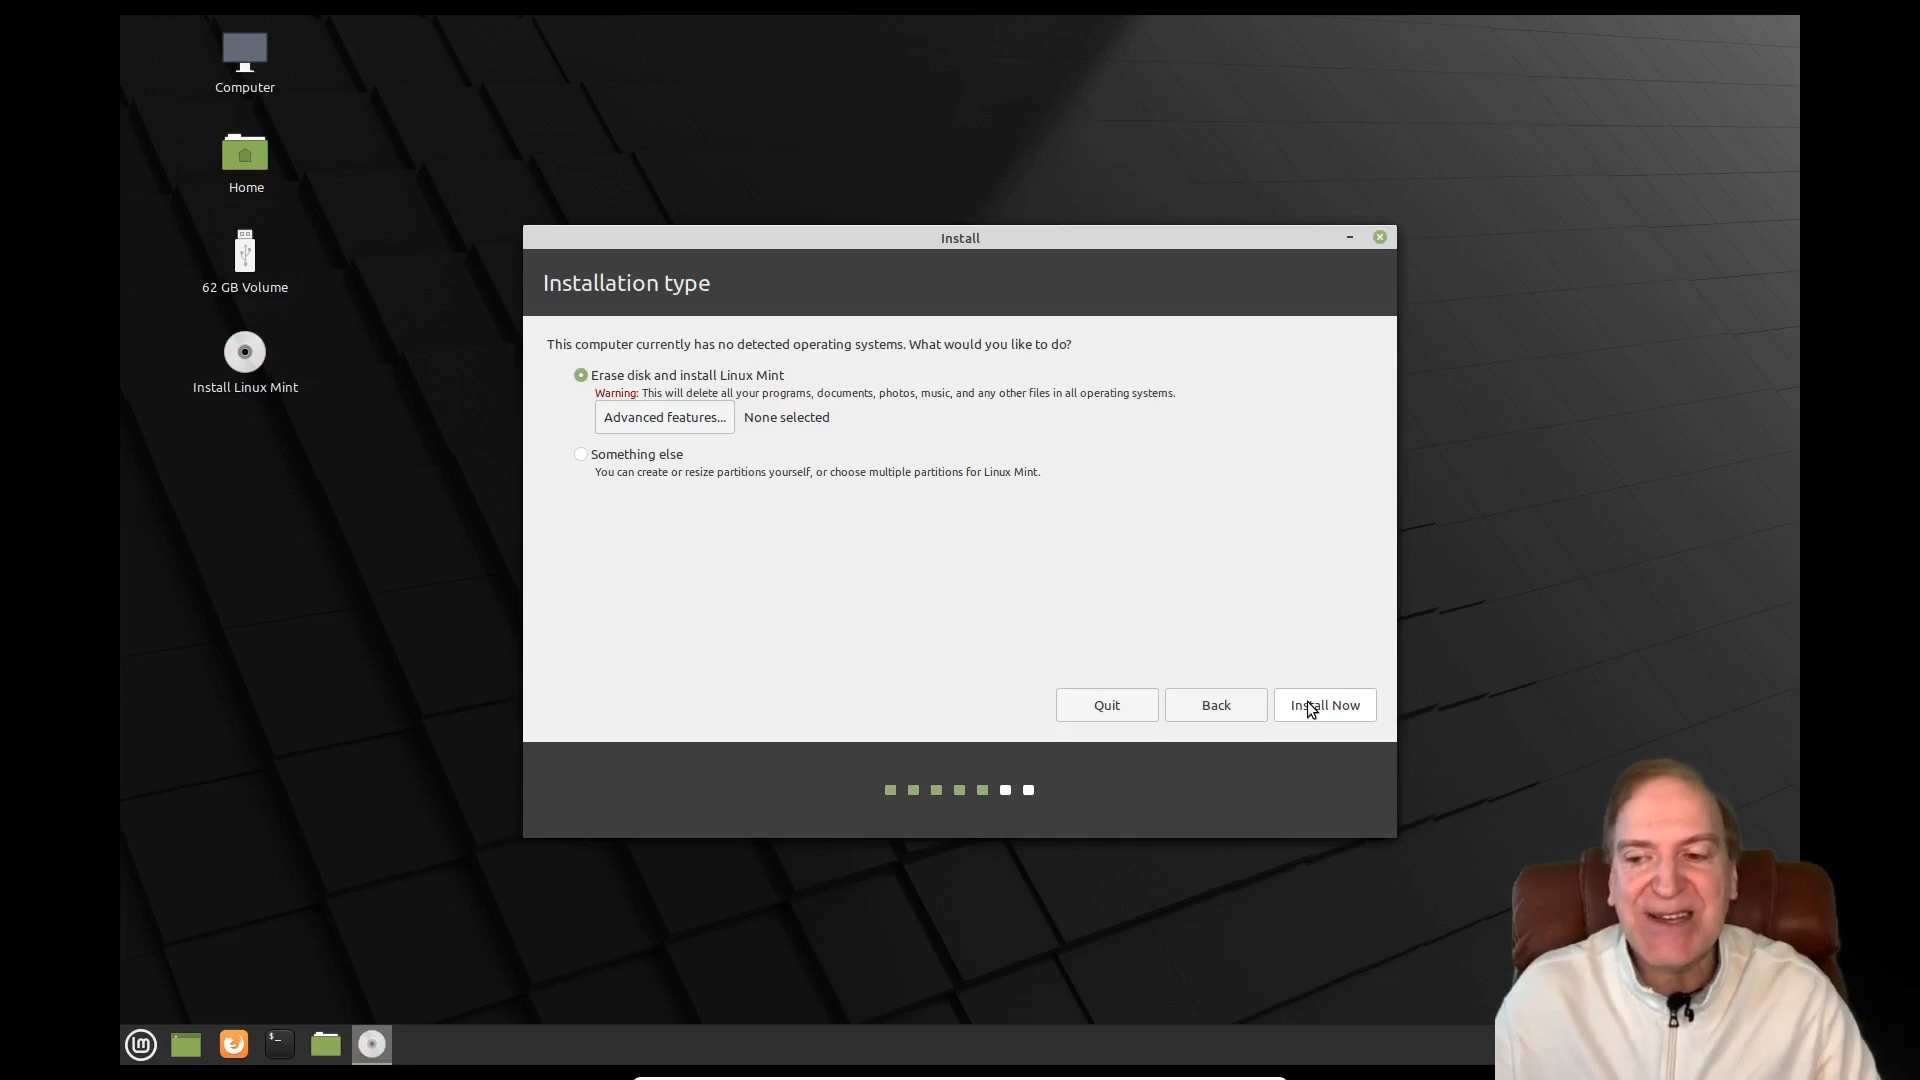 Computer
Home
62 GB Volume
Install Linux Mint
Install
Installation type
This computer currently has no detected operating systems. What would you like to do?
Erase disk and install Linux Mint
Warning: This will delete all your programs, documents, photos, music, and any other files in all operating systems.
Advanced features... None selected
Something else
You can create or resize partitions yourself, or choose multiple partitions for Linux Mint.
Quit Back Install Now
lm
$_